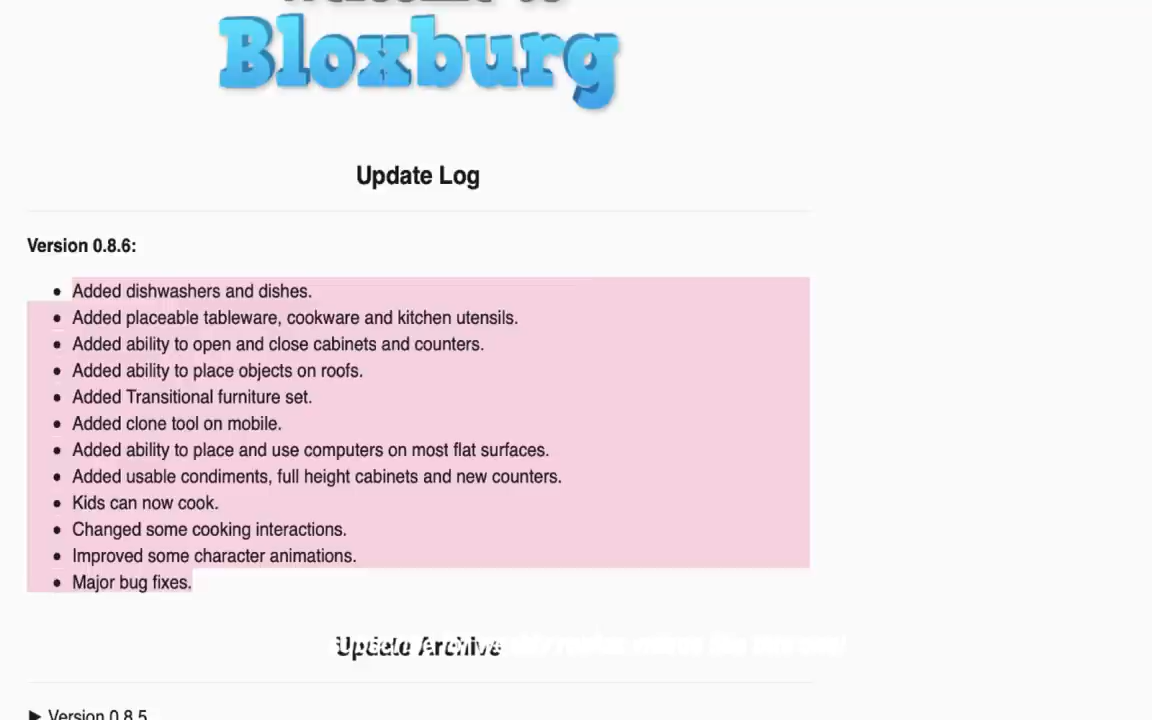 Welcome to
Bloxburg
Update Log
Version 0.8.6:
• Added dishwashers and dishes.
• Added placeable tableware, cookware and kitchen utensils.
• Added ability to open and close cabinets and counters.
• Added ability to place objects on roofs.
• Added Transitional furniture set.
• Added clone tool on mobile.
• Added ability to place and use computers on most flat surfaces.
• Added usable condiments, full height cabinets and new counters.
• Kids can now cook.
• Changed some cooking interactions.
• Improved some character animations.
• Major bug fixes.
Update Archive
▶ Version 0.8.5